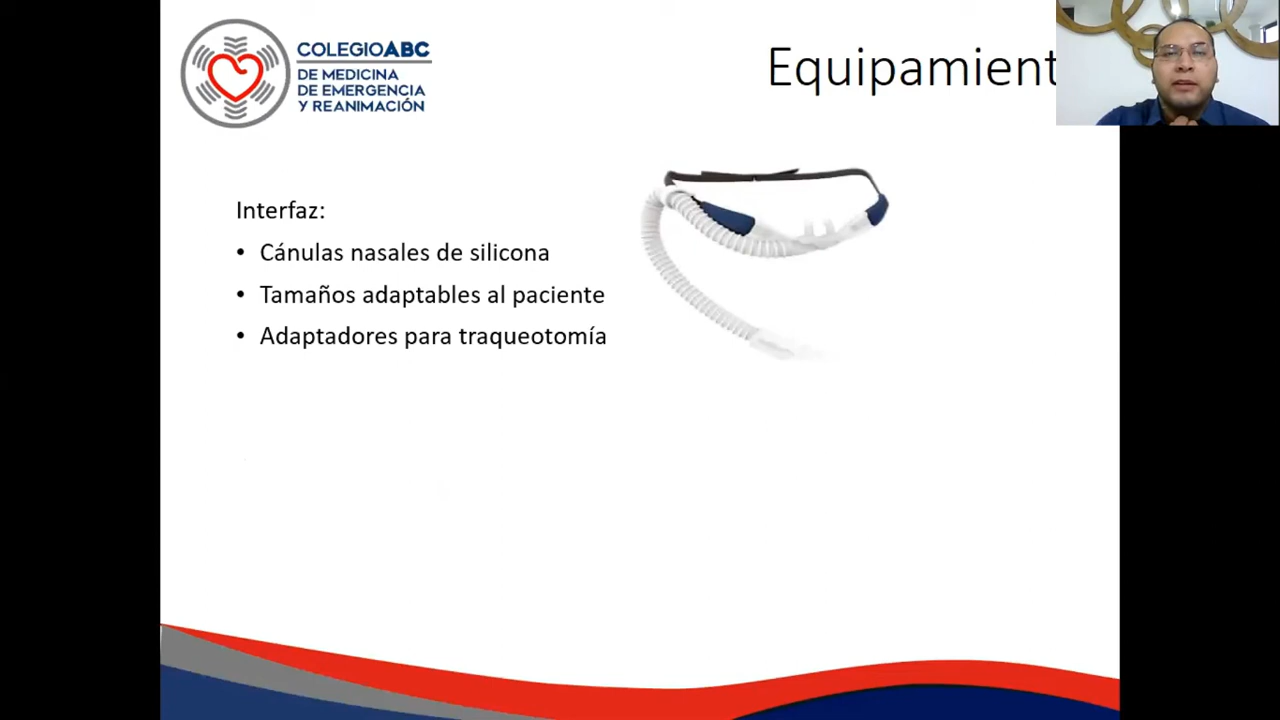 COLEGIOABC
DE MEDICINA
DE EMERGENCIA
Y REANIMACIÓN
Equipamient
Interfaz:
• Cánulas nasales de silicona
• Tamaños adaptables al paciente
• Adaptadores para traqueotomía